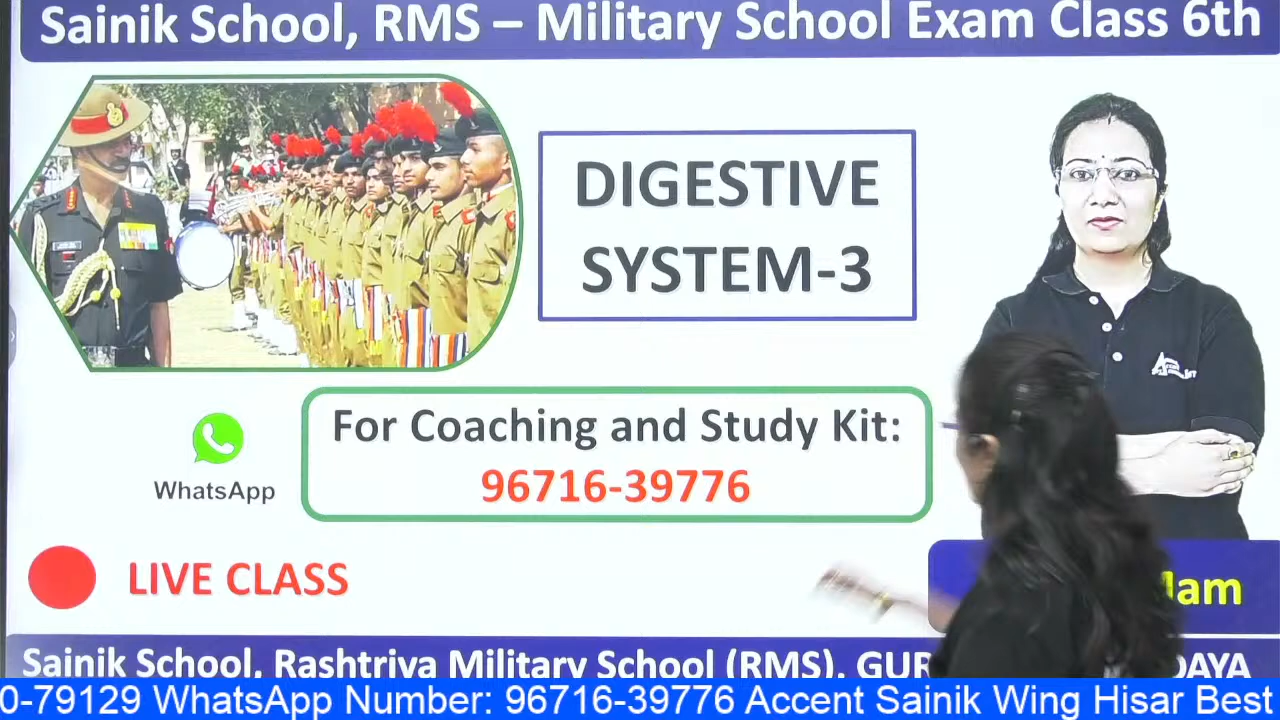 Sainik School, RMS – Military School Exam Class 6th
DIGESTIVE
SYSTEM-3
For Coaching and Study Kit:
96716-39776
WhatsApp
LIVE CLASS
Sainik School, Rashtriya Military School (RMS), GUR
0-79129 WhatsApp Number: 96716-39776 Accent Sainik Wing Hisar Best